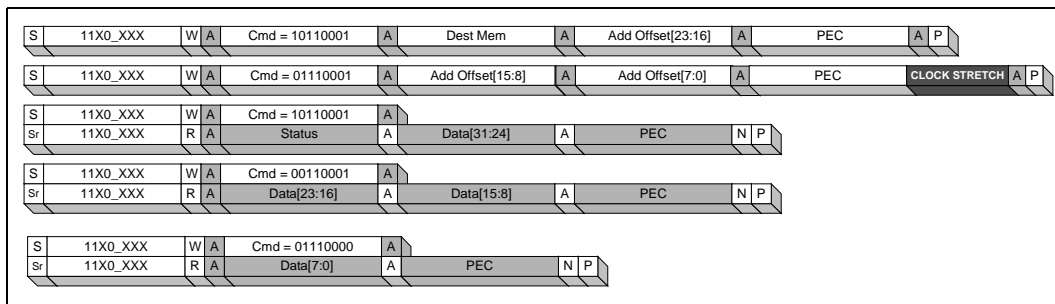 S 11X0_XXX W A Cmd = 10110001 A Dest Mem A Add Offset[23:16] A PEC A P
S 11X0_XXX W A Cmd = 01110001 A Add Offset[15:8] A Add Offset[7:0] A PEC CLOCK STRETCH A P
S 11X0_XXX W A Cmd = 10110001 A
Sr 11X0_XXX R A Status A Data[31:24] A PEC N P
S 11X0_XXX W A Cmd = 00110001 A
Sr 11X0_XXX R A Data[23:16] A Data[15:8] A PEC N P
S 11X0_XXX W A Cmd = 01110000 A
Sr 11X0_XXX R A Data[7:0] A PEC N P